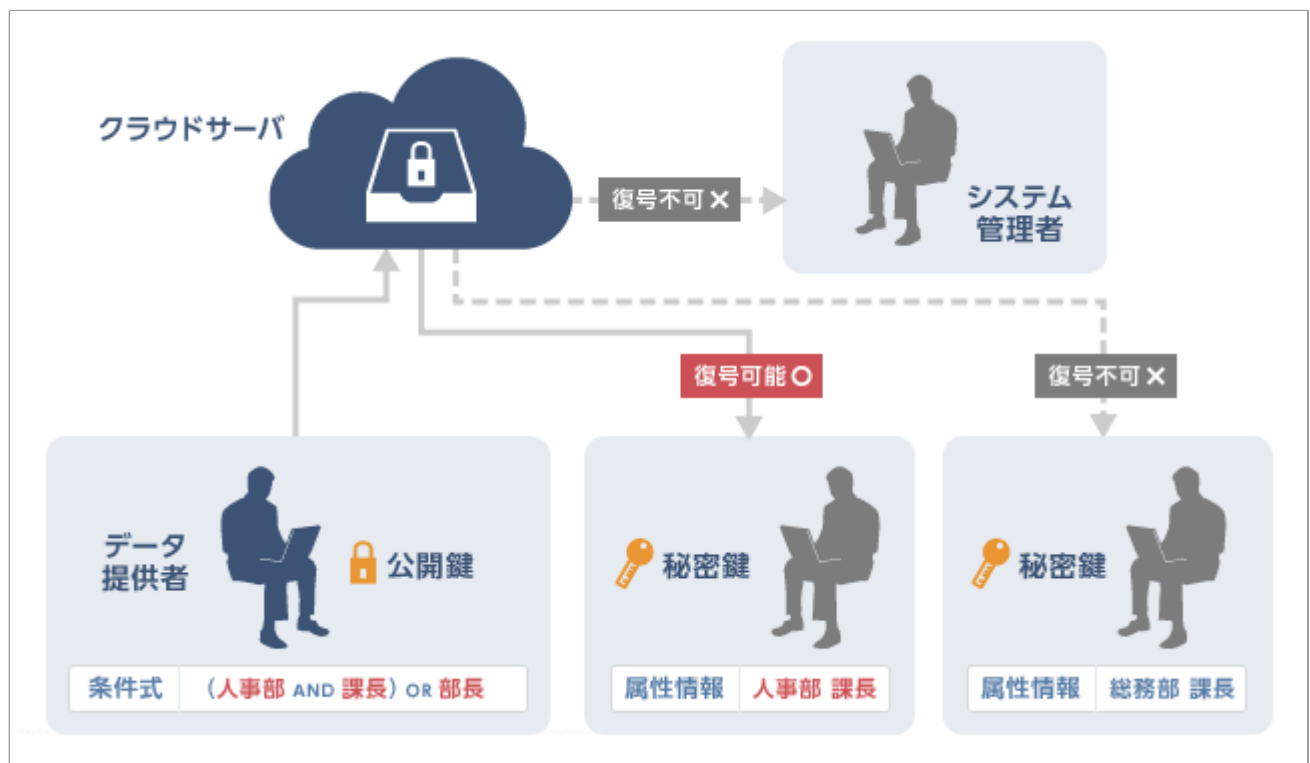 クラウドサーバ
復号不可×
システム
管理者
復号可能○
復号不可×
データ
提供者
公開鍵
条件式 (人事部 AND 課長) OR 部長
秘密鍵
属性情報 人事部 課長
秘密鍵
属性情報 総務部 課長